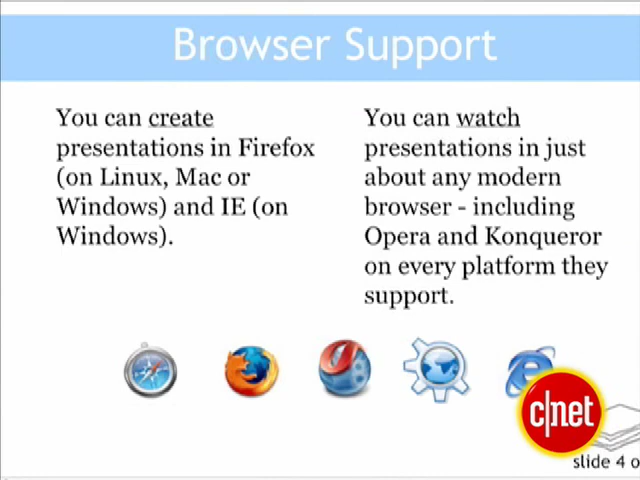 Browser Support
You can create
presentations in Firefox
(on Linux, Mac or
Windows) and IE (on
Windows).
You can watch
presentations in just
about any modern
browser - including
Opera and Konqueror
on every platform they
support.
c|net
slide 4 o